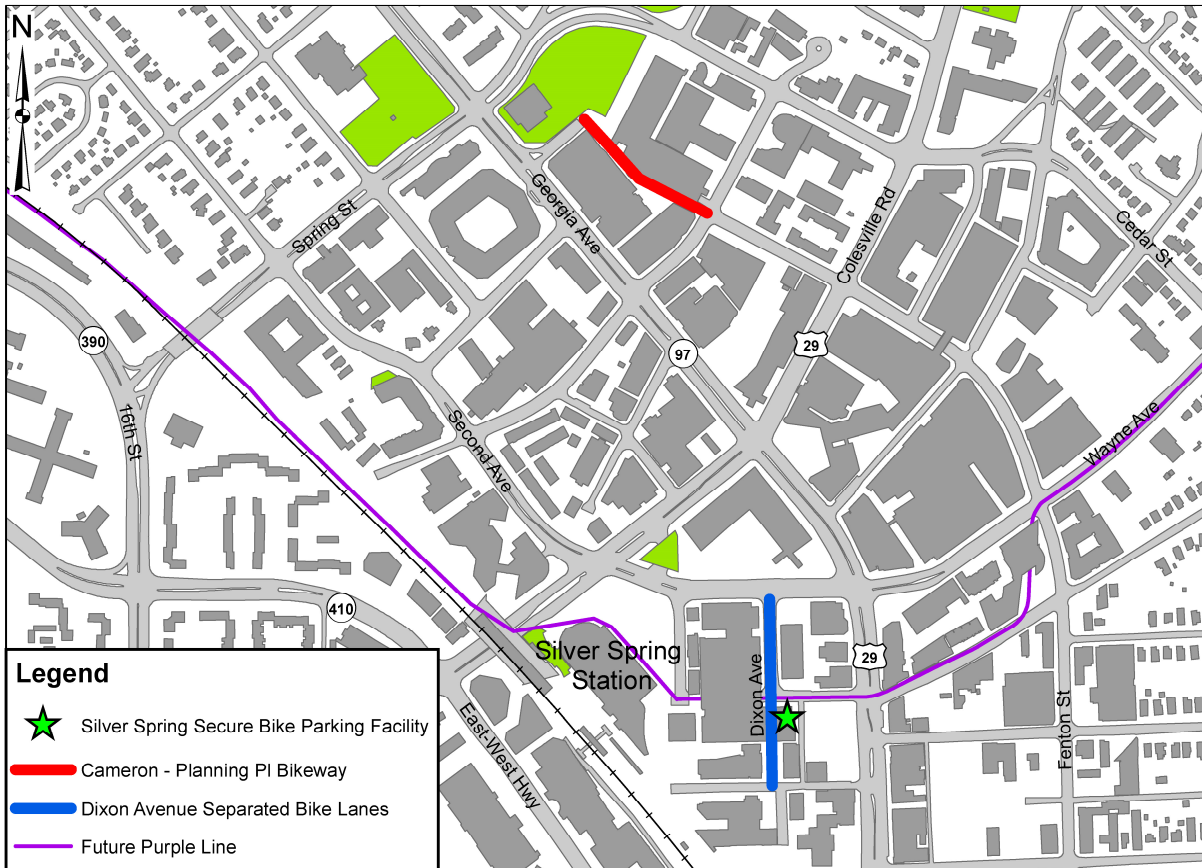 N
Spring St
Georgia Ave
Colesville Rd
Cedar St
390
97
29
16th St
Second Ave
Wayne Ave
410
Silver Spring
Station
Dixon Ave
29
Fenton St
East-West Hwy
Legend
Silver Spring Secure Bike Parking Facility
Cameron - Planning Pl Bikeway
Dixon Avenue Separated Bike Lanes
Future Purple Line